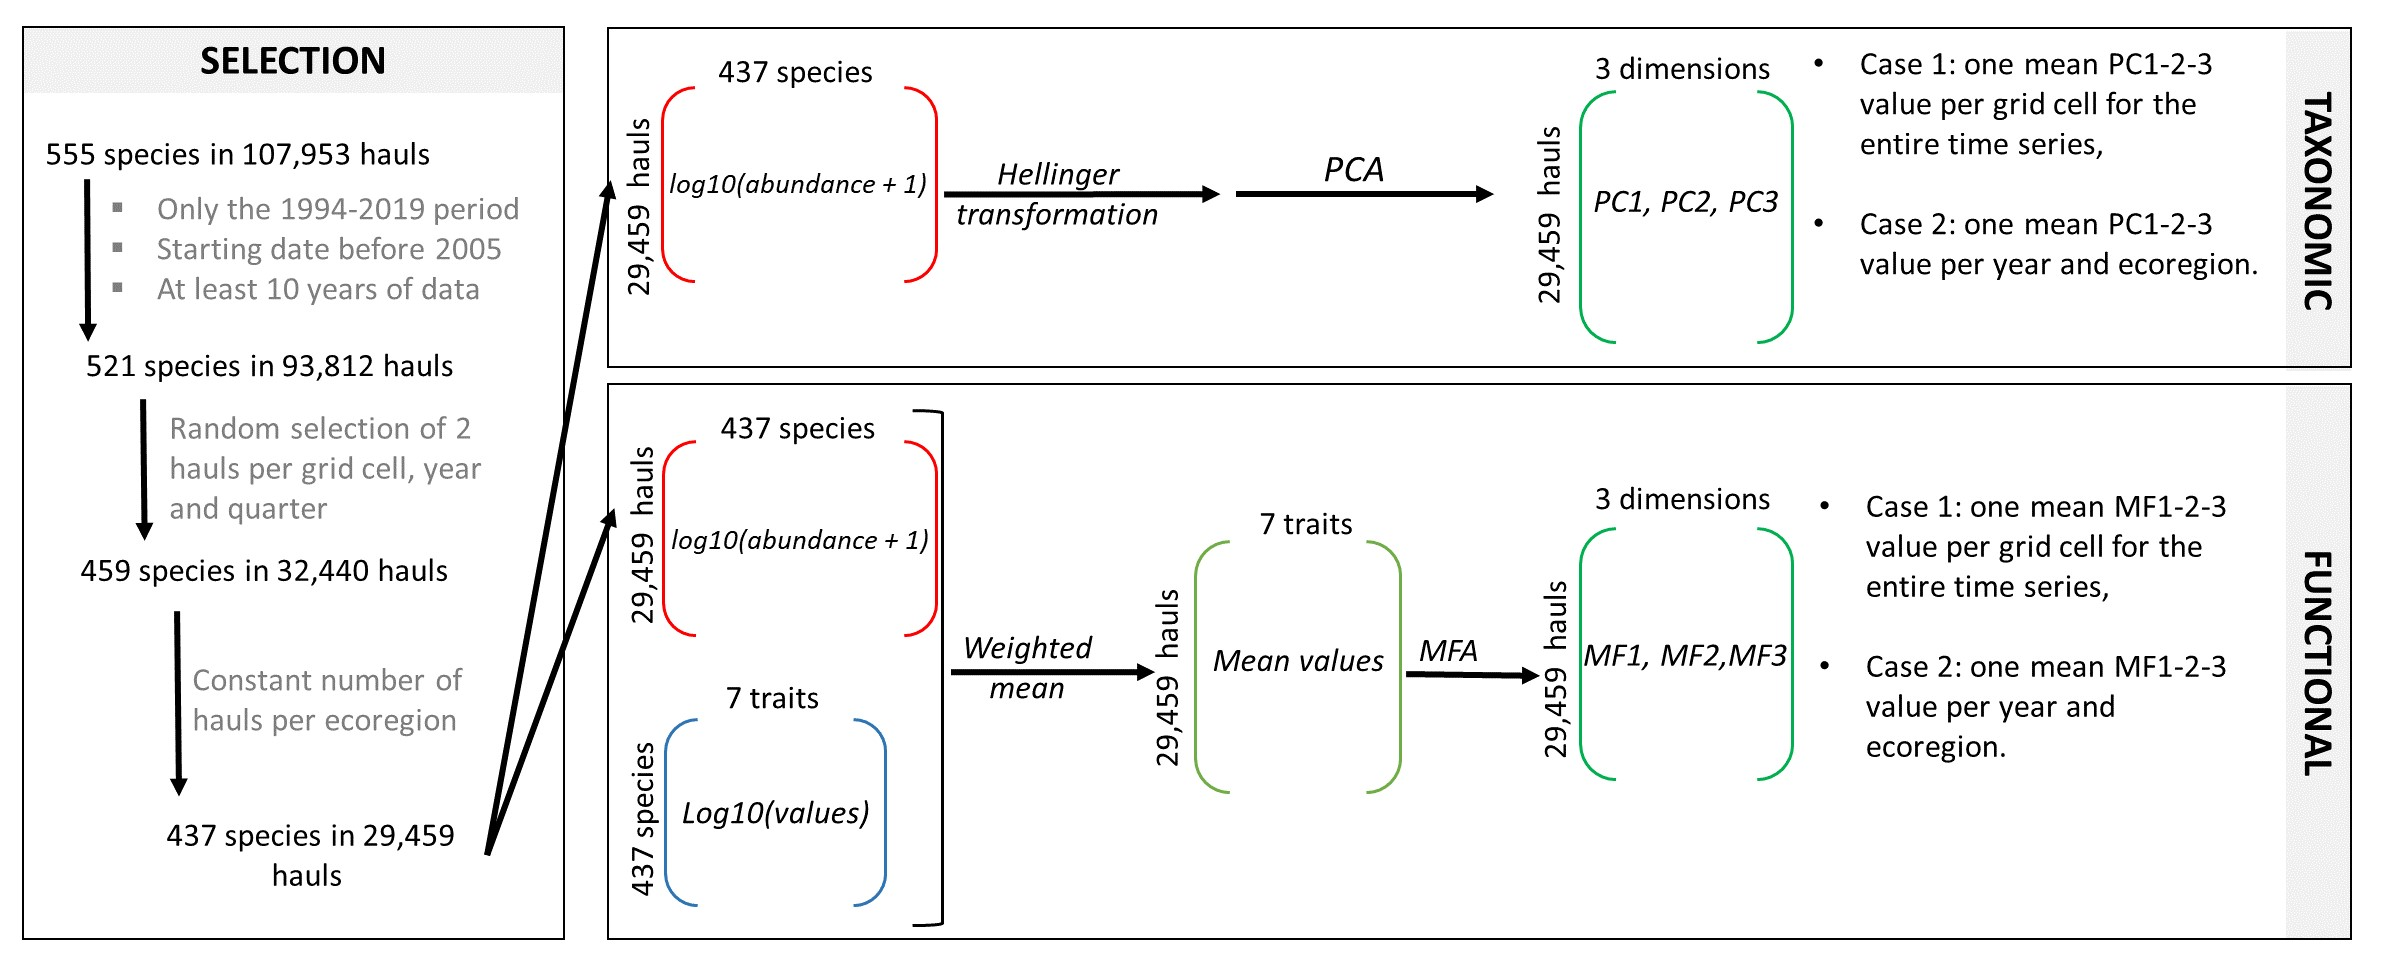 SELECTION
555 species in 107,953 hauls
▪ Only the 1994-2019 period
▪ Starting date before 2005
▪ At least 10 years of data
521 species in 93,812 hauls
Random selection of 2
hauls per grid cell, year
and quarter
459 species in 32,440 hauls
Constant number of
hauls per ecoregion
437 species in 29,459
hauls
437 species
29,459 hauls
log10(abundance + 1)
Hellinger
transformation
PCA
3 dimensions
29,459 hauls
PC1, PC2, PC3
• Case 1: one mean PC1-2-3
value per grid cell for the
entire time series,
• Case 2: one mean PC1-2-3
value per year and ecoregion.
TAXONOMIC
437 species
29,459 hauls
log10(abundance + 1)
7 traits
437 species
Log10(values)
Weighted
mean
7 traits
29,459 hauls
Mean values
MFA
3 dimensions
29,459 hauls
MF1, MF2,MF3
• Case 1: one mean MF1-2-3
value per grid cell for the
entire time series,
• Case 2: one mean MF1-2-3
value per year and
ecoregion.
FUNCTIONAL